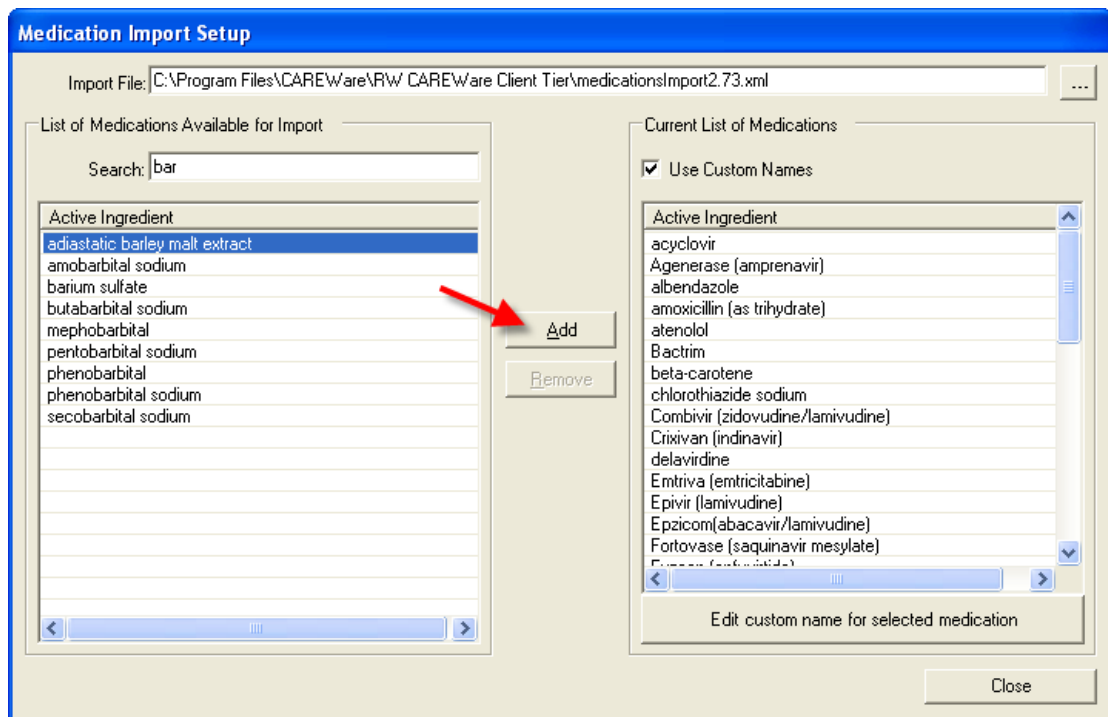 Medication Import Setup
Import File: C:\Program Files\CAREWare\RW CAREWare Client Tier\medicationsImport2.73.xml ...
List of Medications Available for Import
Search: bar
Active Ingredient
adiastatic barley malt extract
amobarbital sodium
barium sulfate
butabarbital sodium
mephobarbital
pentobarbital sodium
phenobarbital
phenobarbital sodium
secobarbital sodium
Add
Remove
Current List of Medications
Use Custom Names
Active Ingredient
acyclovir
Agenerase (amprenavir)
albendazole
amoxicillin (as trihydrate)
atenolol
Bactrim
beta-carotene
chlorothiazide sodium
Combivir (zidovudine/lamivudine)
Crixivan (indinavir)
delavirdine
Emtriva (emtricitabine)
Epivir (lamivudine)
Epzicom(abacavir/lamivudine)
Fortovase (saquinavir mesylate)
Edit custom name for selected medication
Close